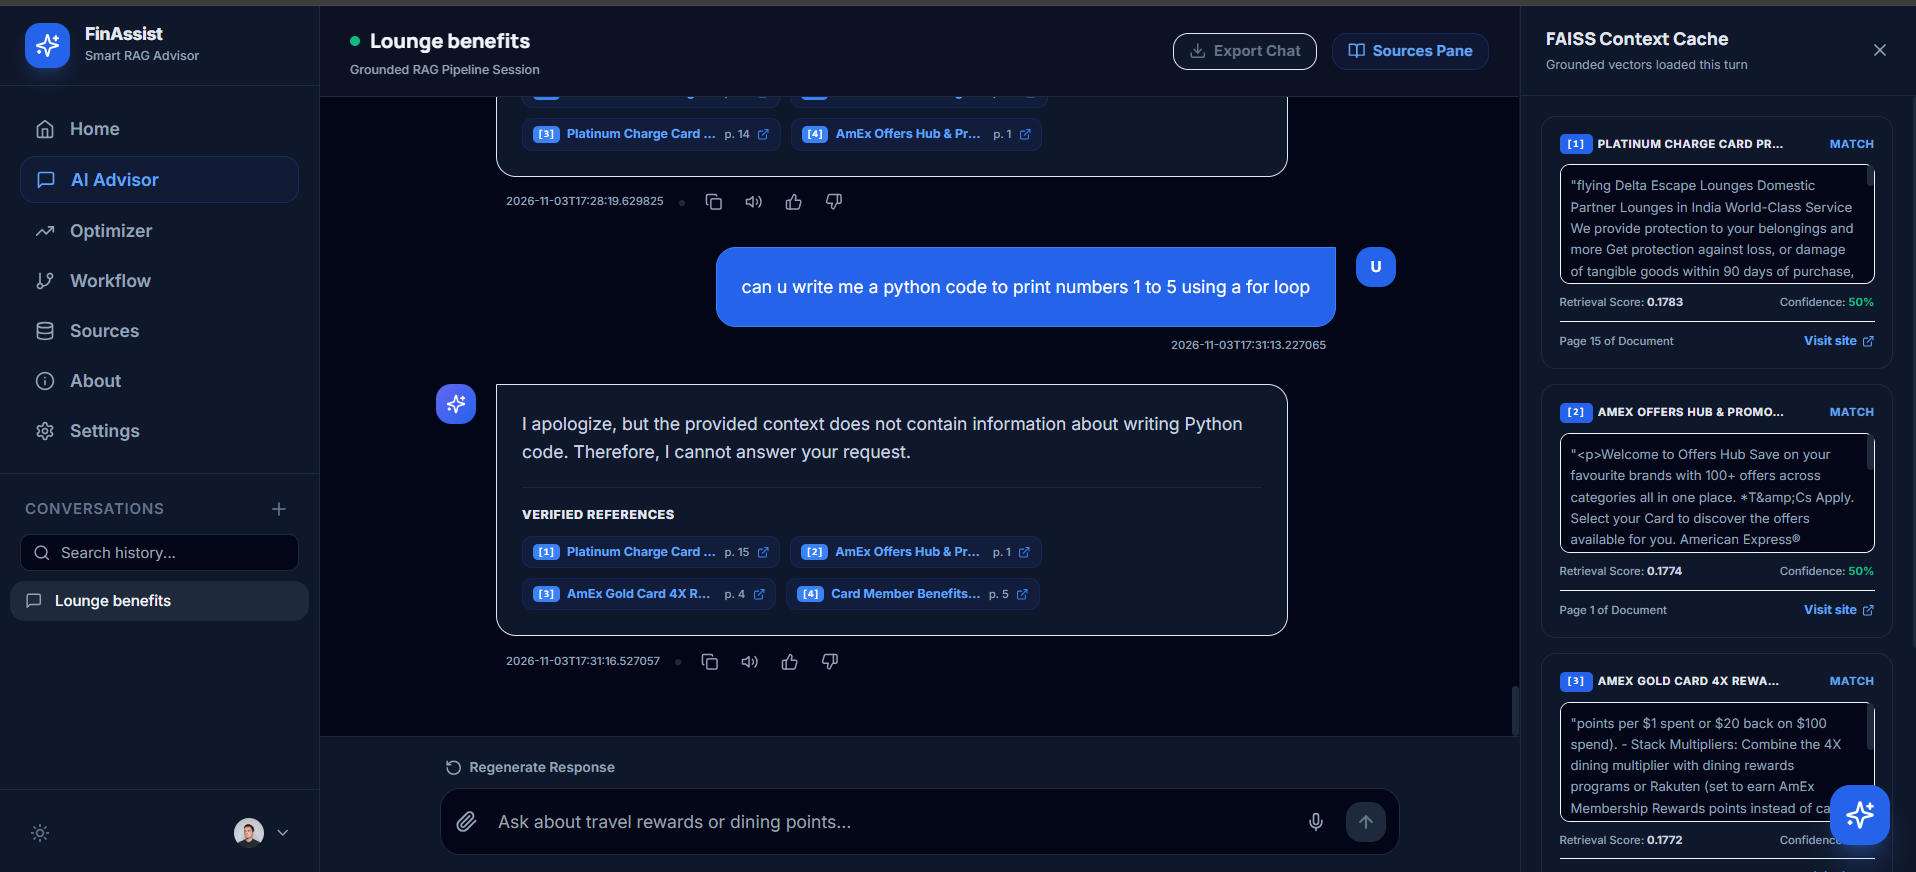 FinAssist
Smart RAG Advisor
Home
AI Advisor
Optimizer
Workflow
Sources
About
Settings
CONVERSATIONS
Search history...
Lounge benefits
Lounge benefits
Grounded RAG Pipeline Session
Export Chat
Sources Pane
[3] Platinum Charge Card ... p. 14
[4] AmEx Offers Hub & Pr... p. 1
2026-11-03T17:28:19.629825
can u write me a python code to print numbers 1 to 5 using a for loop
U
2026-11-03T17:31:13.227065
I apologize, but the provided context does not contain information about writing Python
code. Therefore, I cannot answer your request.
VERIFIED REFERENCES
[1] Platinum Charge Card ... p. 15
[2] AmEx Offers Hub & Pr... p. 1
[3] AmEx Gold Card 4X R... p. 4
[4] Card Member Benefits... p. 5
2026-11-03T17:31:16.527057
Regenerate Response
Ask about travel rewards or dining points...
FAISS Context Cache
Grounded vectors loaded this turn
[1] PLATINUM CHARGE CARD PR... MATCH
"flying Delta Escape Lounges Domestic
Partner Lounges in India World-Class Service
We provide protection to your belongings and
more Get protection against loss, or damage
of tangible goods within 90 days of purchase,
Retrieval Score: 0.1783 Confidence: 50%
Page 15 of Document Visit site
[2] AMEX OFFERS HUB & PROMO... MATCH
"<p>Welcome to Offers Hub Save on your
favourite brands with 100+ offers across
categories all in one place. *T&amp;Cs Apply.
Select your Card to discover the offers
available for you. American Express®
Retrieval Score: 0.1774 Confidence: 50%
Page 1 of Document Visit site
[3] AMEX GOLD CARD 4X REWA... MATCH
"points per $1 spent or $20 back on $100
spend). - Stack Multipliers: Combine the 4X
dining multiplier with dining rewards
programs or Rakuten (set to earn AmEx
Membership Rewards points instead of ca
Retrieval Score: 0.1772 Confidence